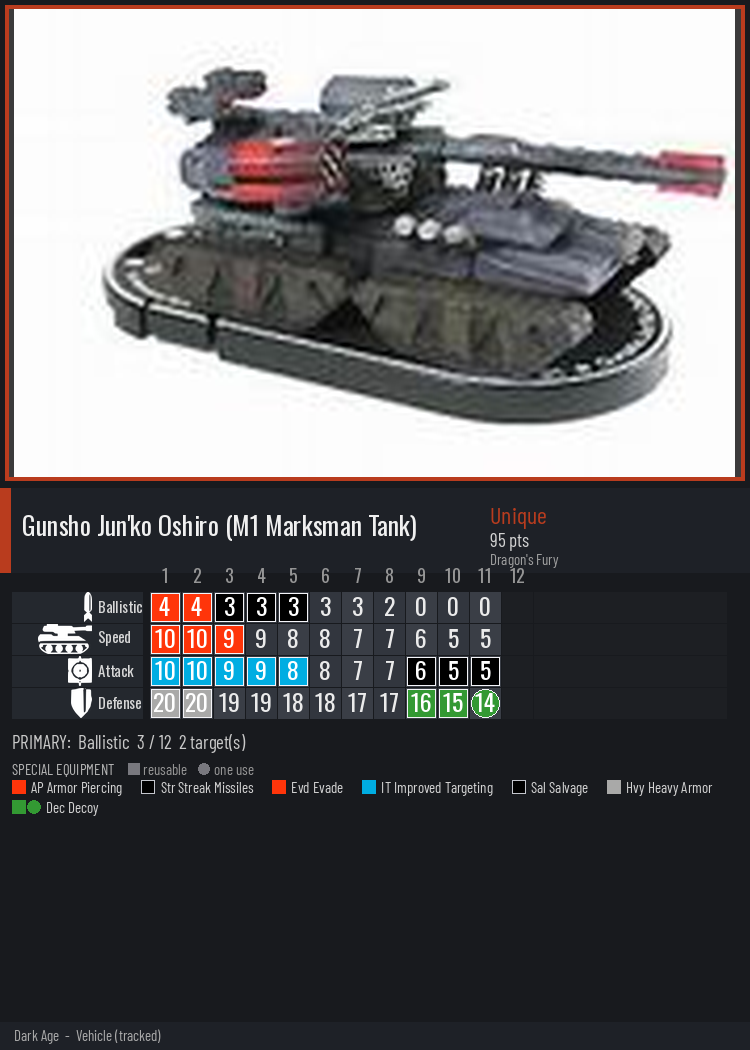 Gunsho Jun'ko Oshiro (M1 Marksman Tank)
Unique
95 pts
Dragon's Fury
1 2 3 4 5 6 7 8 9 10 11 12
Ballistic 4 4 3 3 3 3 3 2 0 0 0
Speed 10 10 9 9 8 8 7 7 6 5 5
Attack 10 10 9 9 8 8 7 7 6 5 5
Defense 20 20 19 19 18 18 17 17 16 15 14
PRIMARY: Ballistic 3 / 12 2 target(s)
SPECIAL EQUIPMENT reusable one use
AP Armor Piercing Str Streak Missiles Evd Evade IT Improved Targeting Sal Salvage Hvy Heavy Armor
Dec Decoy
Dark Age - Vehicle (tracked)